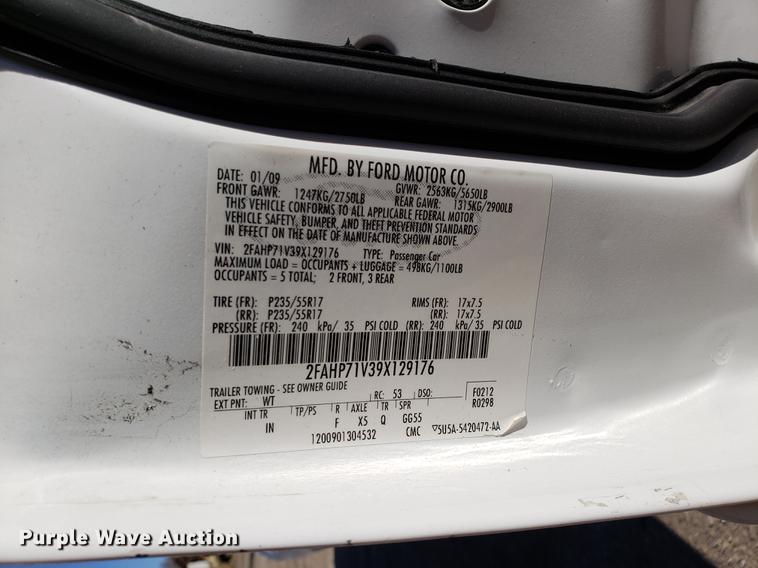 MFD. BY FORD MOTOR CO.
DATE: 01/09 GVWR: 2563KG/5650LB
FRONT GAWR: 1247KG/2750LB REAR GAWR: 1315KG/2900LB
THIS VEHICLE CONFORMS TO ALL APPLICABLE FEDERAL MOTOR
VEHICLE SAFETY, BUMPER, AND THEFT PREVENTION STANDARDS
IN EFFECT ON THE DATE OF MANUFACTURE SHOWN ABOVE.
VIN: 2FAHP71V39X129176 TYPE: Passenger Car
MAXIMUM LOAD = OCCUPANTS + LUGGAGE = 498KG/1100LB
OCCUPANTS = 5 TOTAL; 2 FRONT, 3 REAR
TIRE (FR): P235/55R17 RIMS (FR): 17x7.5
(RR): P235/55R17 (RR): 17x7.5
PRESSURE (FR): 240 kPa/ 35 PSI COLD (RR): 240 kPa/ 35 PSI COLD
2FAHP71V39X129176
TRAILER TOWING - SEE OWNER GUIDE
EXT PNT: WT RC: 53 DSO: F0212
R0298
INT TR TP/PS R AXLE TR SPR
IN F X5 Q GG55
1200901304532 CMC ▽5U5A-5420472-AA
Purple Wave Auction